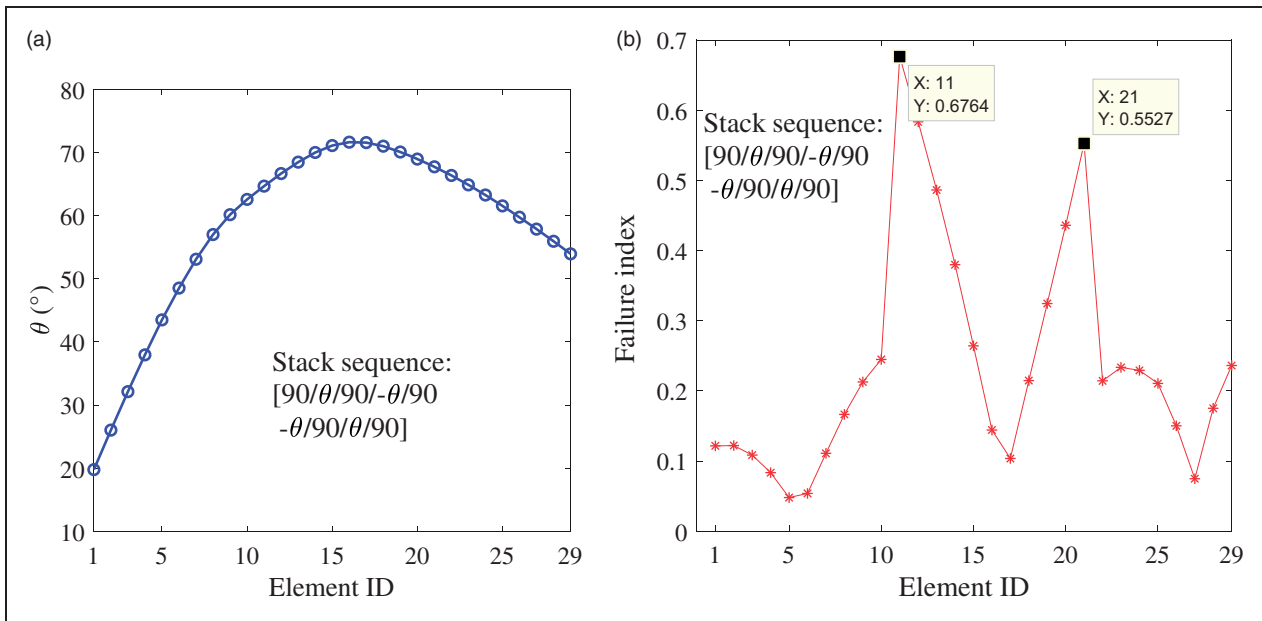 (a)
80
70
60
50
40
30
20
10
θ (°)
Stack sequence:
[90/θ/90/-θ/90
-θ/90/θ/90]
1 5 10 15 20 25 29
Element ID
(b)
0.7
0.6
0.5
0.4
0.3
0.2
0.1
0
Failure index
X: 11
Y: 0.6764
X: 21
Y: 0.5527
Stack sequence:
[90/θ/90/-θ/90
-θ/90/θ/90]
1 5 10 15 20 25 29
Element ID